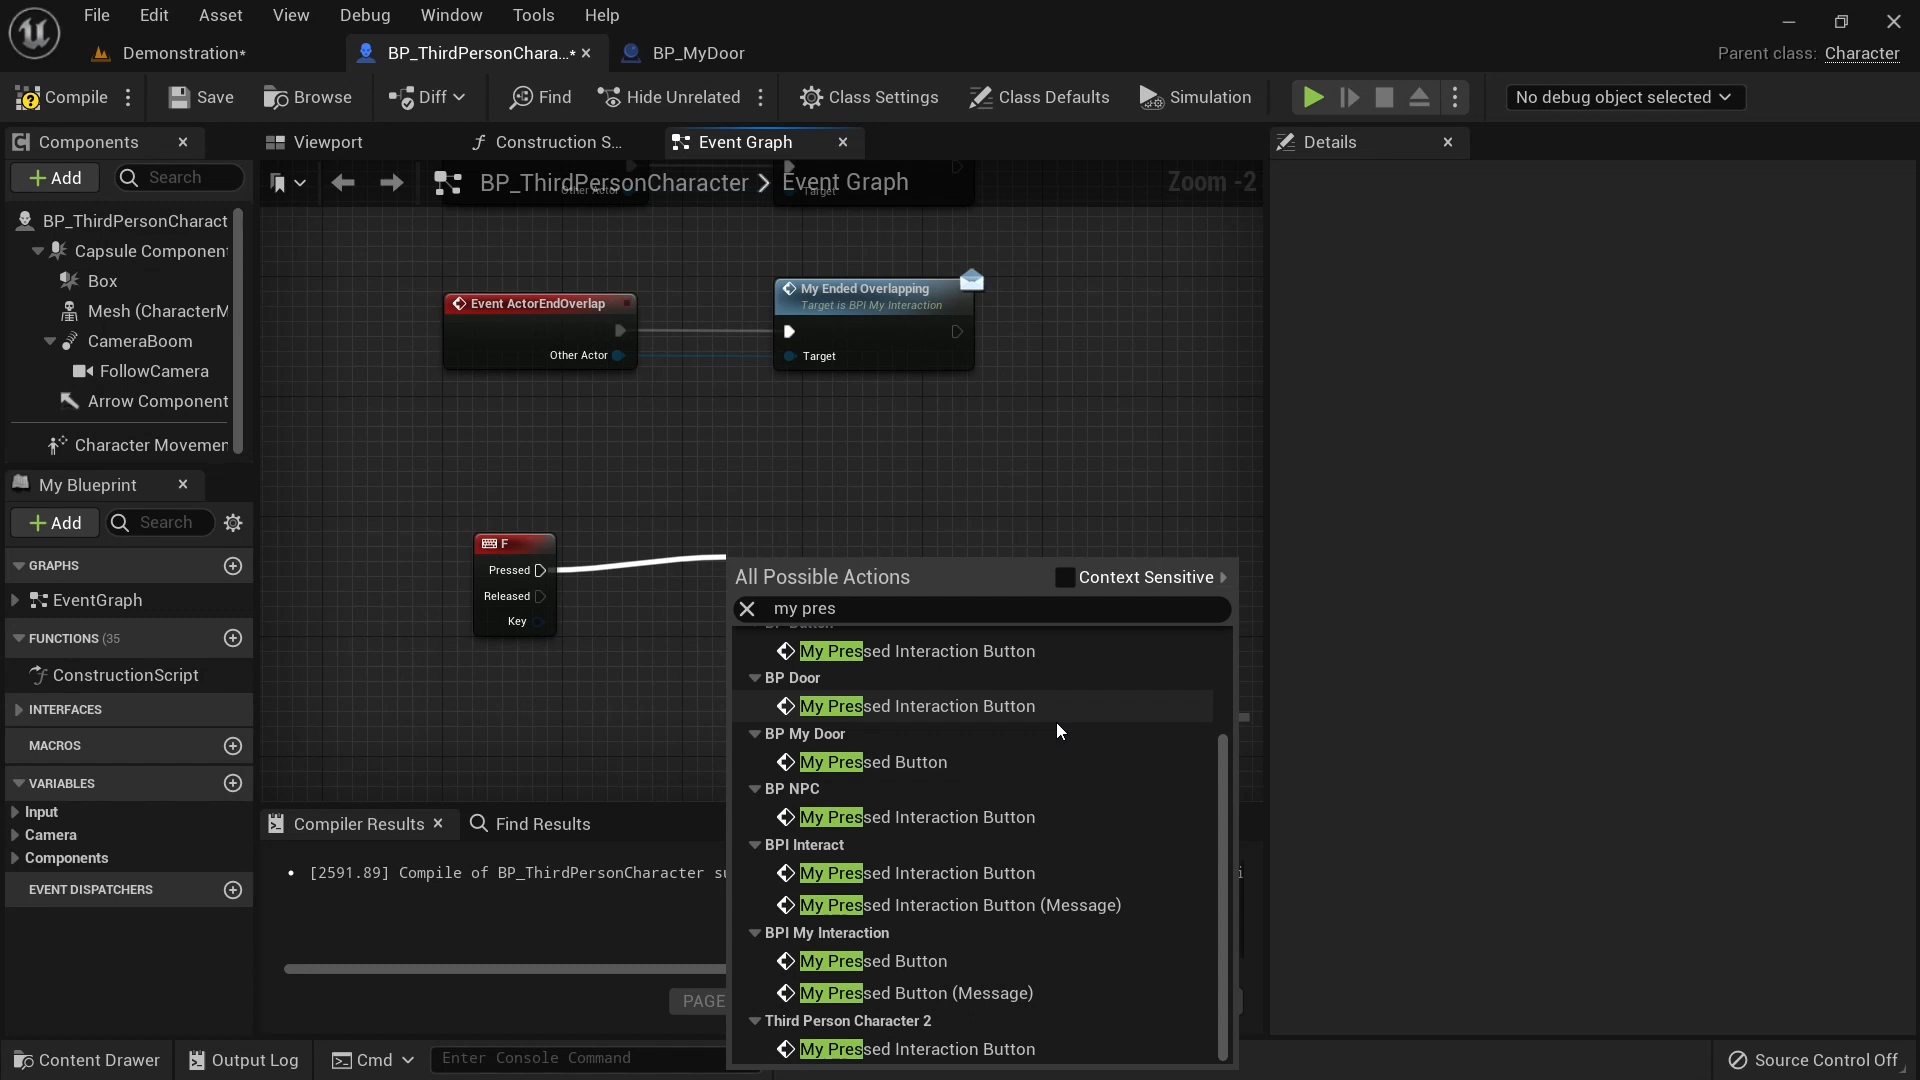 File Edit Asset View Debug Window Tools Help
Demonstration*
BP_ThirdPersonChara...*
BP_MyDoor
Parent class: Character
Compile
Save
Browse
Diff
Find
Hide Unrelated
Class Settings
Class Defaults
Simulation
No debug object selected
Components
Viewport
Construction S...
Event Graph
Details
+ Add
Search
BP_ThirdPersonCharacter > Event Graph
Zoom -2
Other Actor
Target
BP_ThirdPersonCharact
Capsule Componen
Box
Mesh (CharacterM
CameraBoom
FollowCamera
Arrow Component
Character Movemer
Event ActorEndOverlap
Other Actor
My Ended Overlapping
Target is BPI My Interaction
Target
My Blueprint
+ Add
Search
GRAPHS
EventGraph
FUNCTIONS (35
ConstructionScript
INTERFACES
MACROS
VARIABLES
Input
Camera
Components
EVENT DISPATCHERS
F
Pressed
Released
Key
All Possible Actions
Context Sensitive
my pres
My Pressed Interaction Button
BP Door
My Pressed Interaction Button
BP My Door
My Pressed Button
BP NPC
My Pressed Interaction Button
BPI Interact
My Pressed Interaction Button
My Pressed Interaction Button (Message)
BPI My Interaction
My Pressed Button
My Pressed Button (Message)
Third Person Character 2
My Pressed Interaction Button
Compiler Results
Find Results
[2591.89] Compile of BP_ThirdPersonCharacter su
PAGE
Content Drawer
Output Log
Cmd
Enter Console Command
Source Control Off